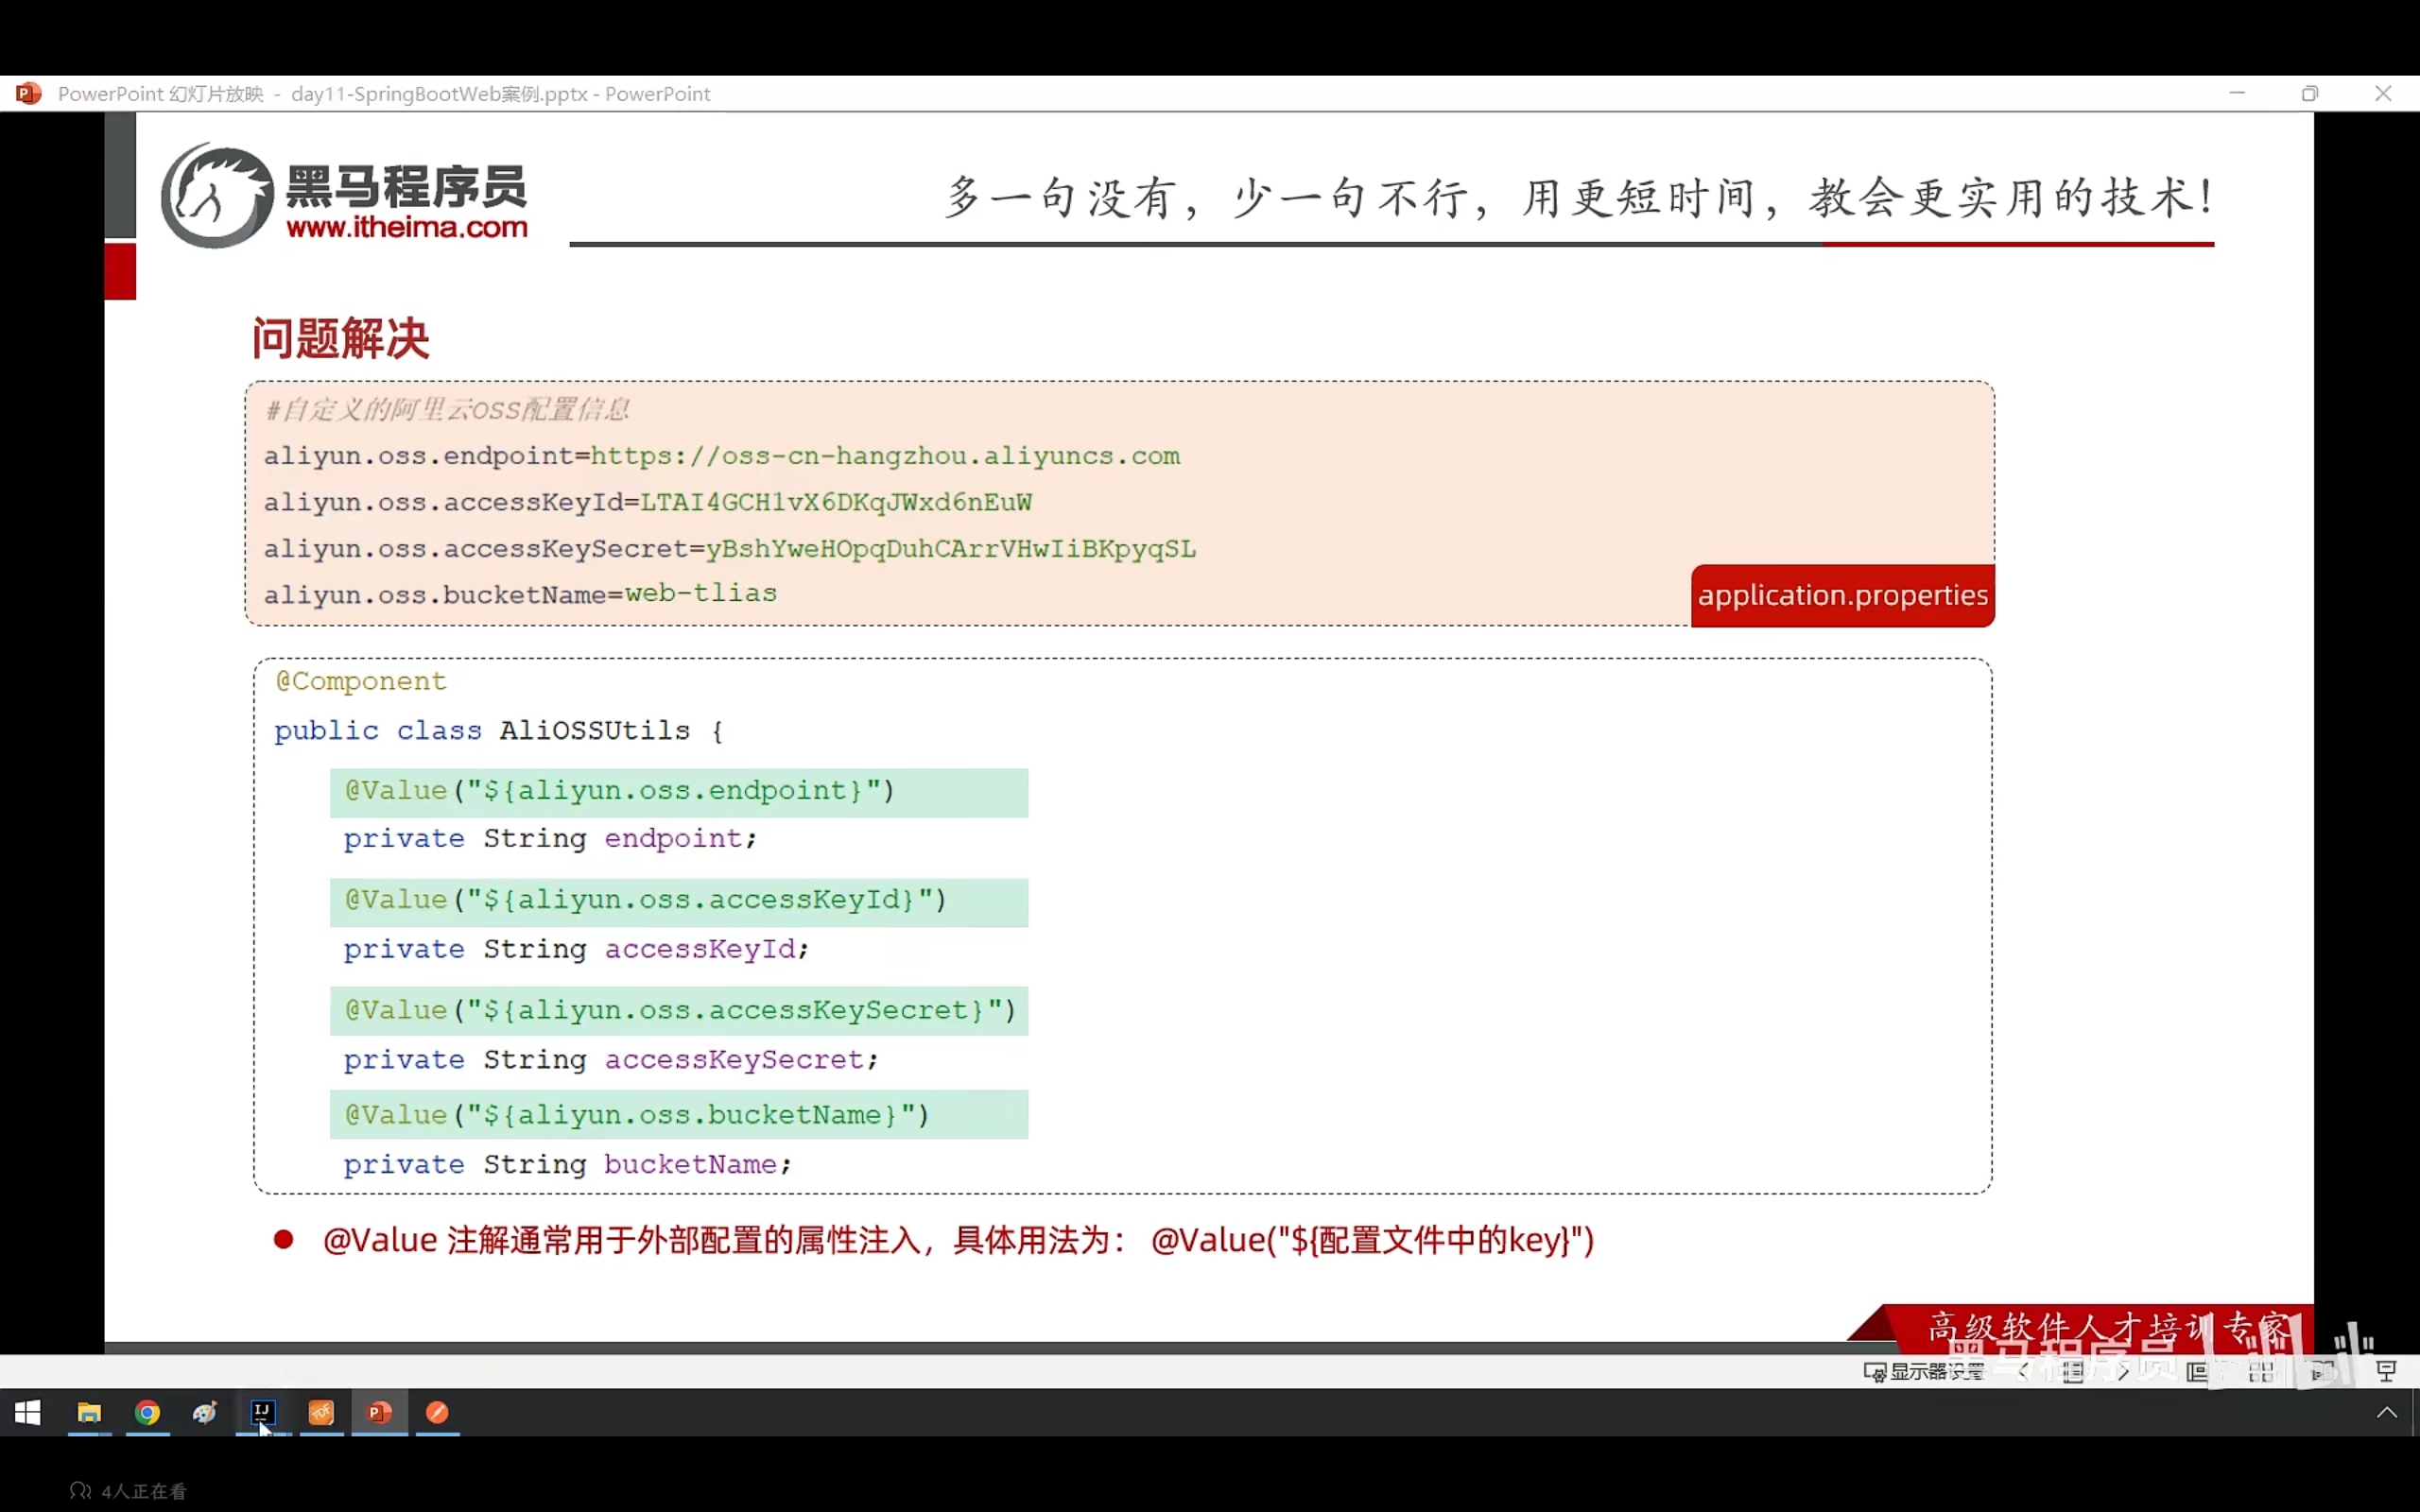 PowerPoint 幻灯片放映 - day11-SpringBootWeb案例.pptx - PowerPoint
黑马程序员
www.itheima.com
多一句没有，少一句不行，用更短时间，教会更实用的技术！
问题解决
#自定义的阿里云OSS配置信息
aliyun.oss.endpoint=https://oss-cn-hangzhou.aliyuncs.com
aliyun.oss.accessKeyId=LTAI4GCH1vX6DKqJWxd6nEuW
aliyun.oss.accessKeySecret=yBshYweHOpqDuhCArrVHwIiBKpyqSL
aliyun.oss.bucketName=web-tlias
application.properties
@Component
public class AliOSSUtils {
@Value("${aliyun.oss.endpoint}")
private String endpoint;
@Value("${aliyun.oss.accessKeyId}")
private String accessKeyId;
@Value("${aliyun.oss.accessKeySecret}")
private String accessKeySecret;
@Value("${aliyun.oss.bucketName}")
private String bucketName;
@Value 注解通常用于外部配置的属性注入，具体用法为： @Value("${配置文件中的key}")
高级软件人才培训专家
黑马程序员
显示器设置
4人正在看